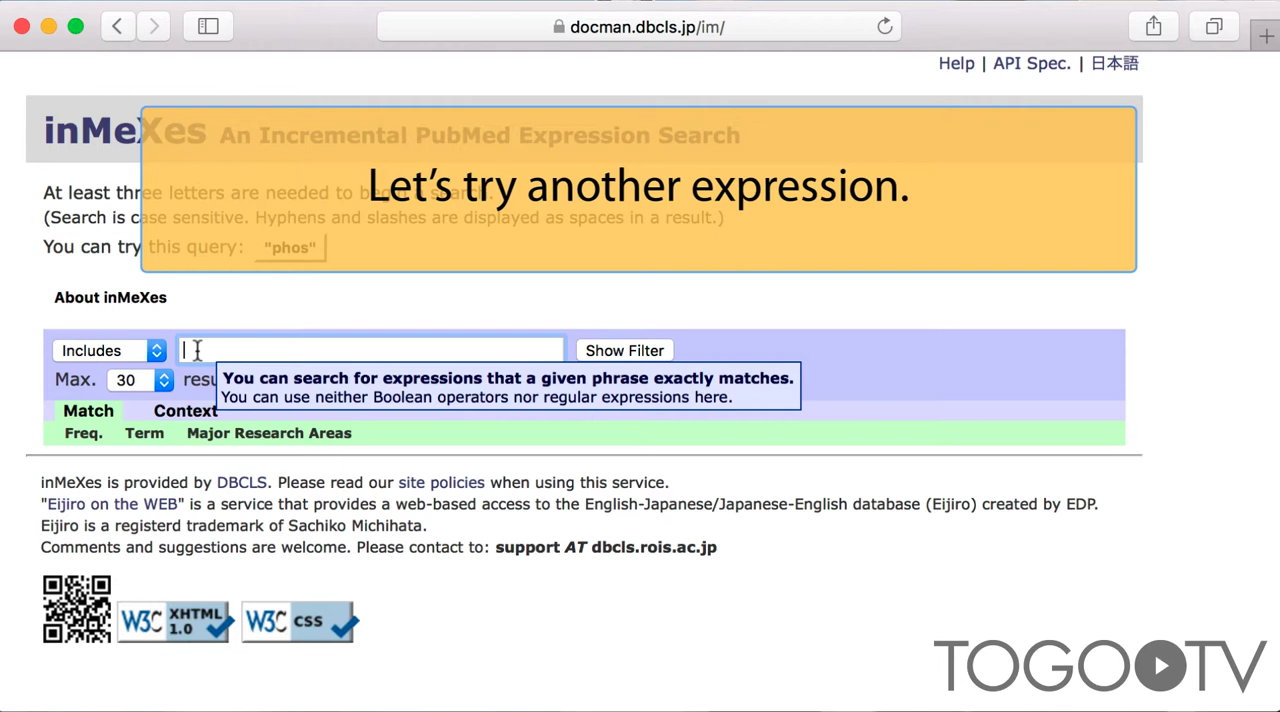 docman.dbcls.jp/im/
Help | API Spec. | 日本語
inMeXes An Incremental PubMed Expression Search
Let's try another expression.
At least three letters are needed to begin a search.
(Search is case sensitive. Hyphens and slashes are displayed as spaces in a result.)
You can try this query: "phos"
About inMeXes
Includes Show Filter
Max. 30 resu
You can search for expressions that a given phrase exactly matches.
You can use neither Boolean operators nor regular expressions here.
Match Context
Freq. Term Major Research Areas
inMeXes is provided by DBCLS. Please read our site policies when using this service.
"Eijiro on the WEB" is a service that provides a web-based access to the English-Japanese/Japanese-English database (Eijiro) created by EDP.
Eijiro is a registerd trademark of Sachiko Michihata.
Comments and suggestions are welcome. Please contact to: support AT dbcls.rois.ac.jp
W3C XHTML 1.0
W3C css
TOGO TV